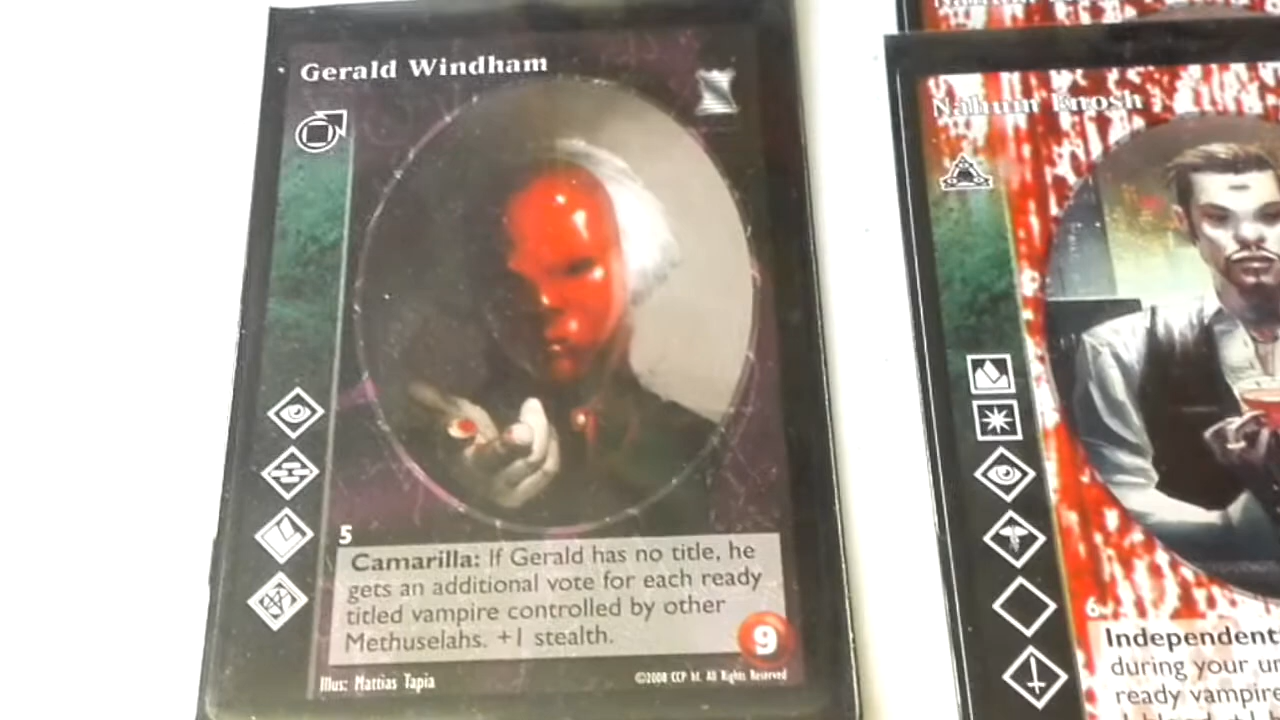 Gerald Windham
5
Camarilla: If Gerald has no title, he
gets an additional vote for each ready
titled vampire controlled by other
Methuselahs. +1 stealth.
9
Illus: Mattias Tapia
©2008 CCP hf. All Rights Reserved
Nahum Enosh
6
Independent:
during your
ready vampire